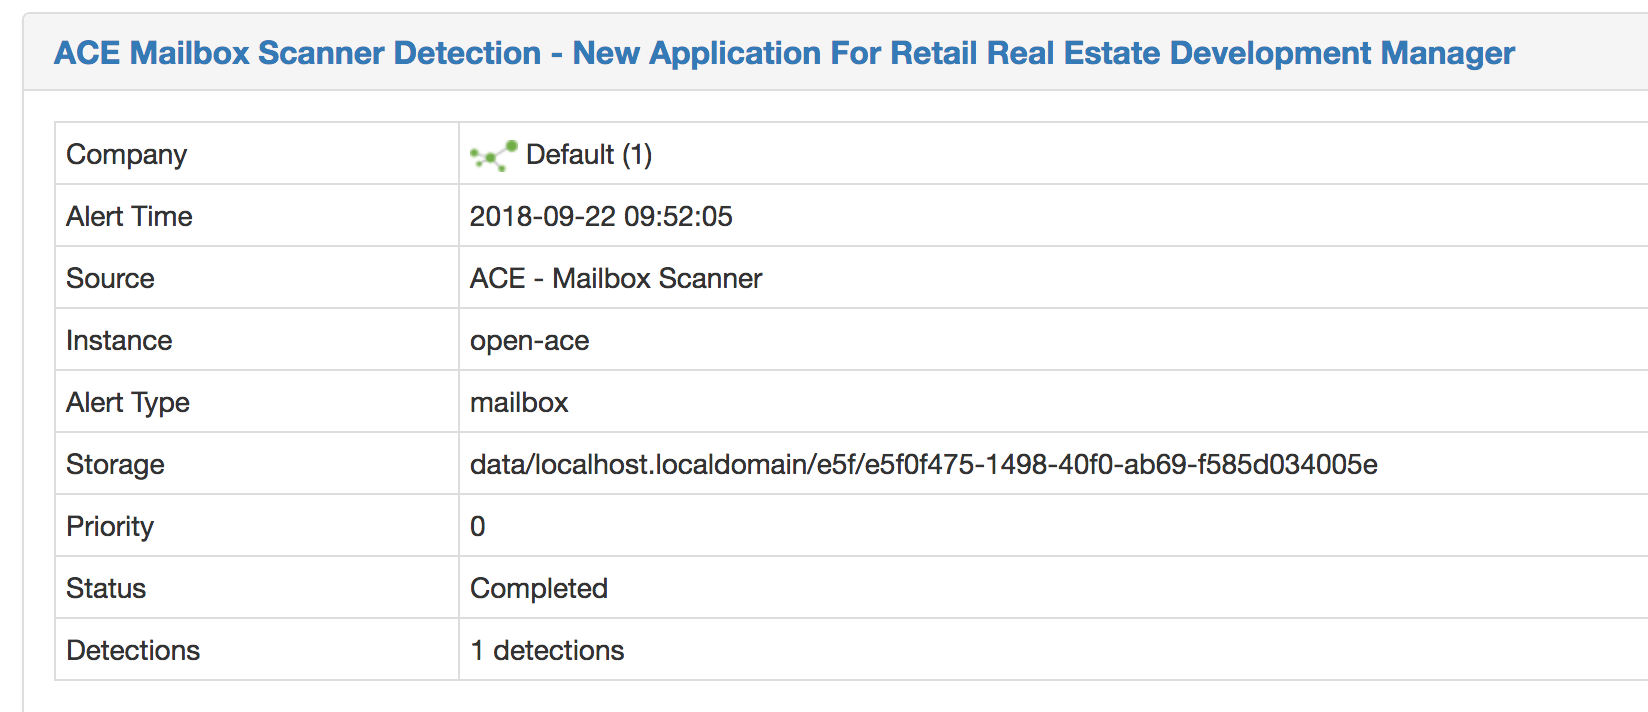 ACE Mailbox Scanner Detection - New Application For Retail Real Estate Development Manager
Company Default (1)
Alert Time 2018-09-22 09:52:05
Source ACE - Mailbox Scanner
Instance open-ace
Alert Type mailbox
Storage data/localhost.localdomain/e5f/e5f0f475-1498-40f0-ab69-f585d034005e
Priority 0
Status Completed
Detections 1 detections